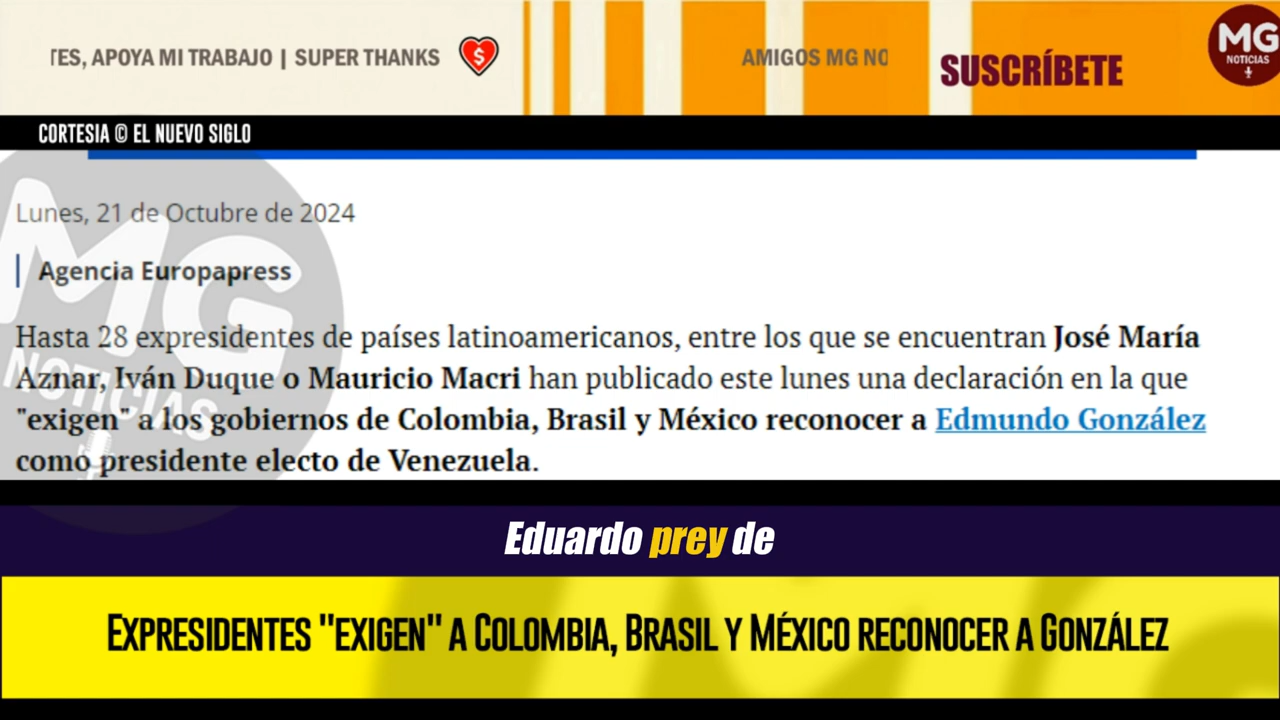 TES, APOYA MI TRABAJO | SUPER THANKS
AMIGOS MG NO
SUSCRÍBETE
MG
NOTICIAS
CORTESIA © EL NUEVO SIGLO
Lunes, 21 de Octubre de 2024
Agencia Europapress
Hasta 28 expresidentes de países latinoamericanos, entre los que se encuentran José María
Aznar, Iván Duque o Mauricio Macri han publicado este lunes una declaración en la que
"exigen" a los gobiernos de Colombia, Brasil y México reconocer a Edmundo González
como presidente electo de Venezuela.
MG
NOTICIAS
Eduardo prey de
EXPRESIDENTES "EXIGEN" A COLOMBIA, BRASIL Y MÉXICO RECONOCER A GONZÁLEZ